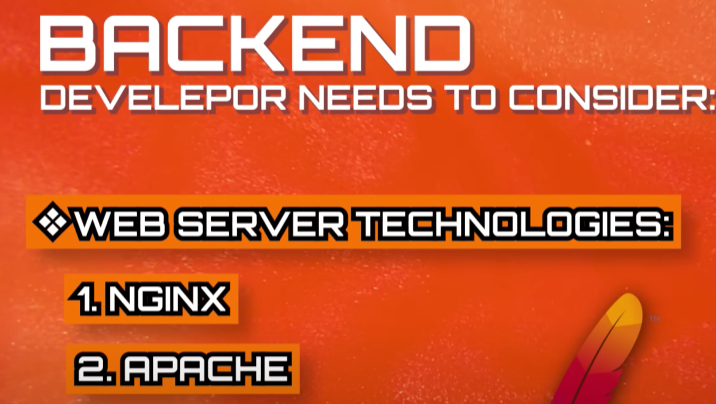 BACKEND
DEVELEPOR NEEDS TO CONSIDER:
❖WEB SERVER TECHNOLOGIES:
1. NGINX
2. APACHE